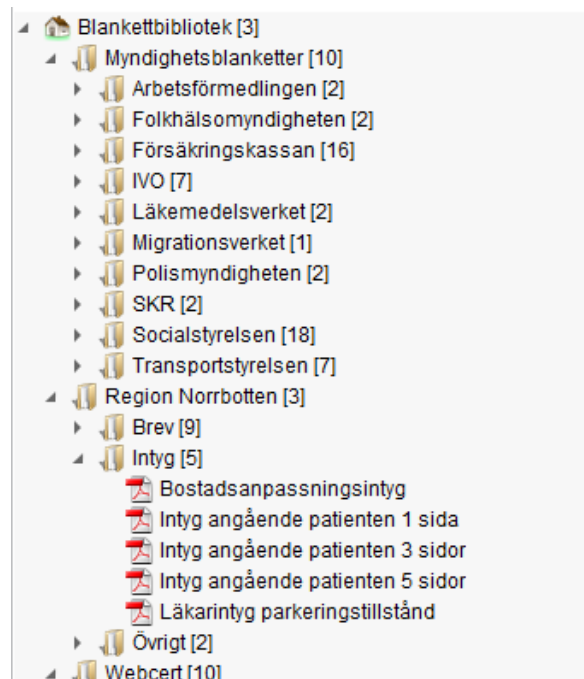 Blankettbibliotek [3]
Myndighetsblanketter [10]
Arbetsförmedlingen [2]
Folkhälsomyndigheten [2]
Försäkringskassan [16]
IVO [7]
Läkemedelsverket [2]
Migrationsverket [1]
Polismyndigheten [2]
SKR [2]
Socialstyrelsen [18]
Transportstyrelsen [7]
Region Norrbotten [3]
Brev [9]
Intyg [5]
Bostadsanpassningsintyg
Intyg angående patienten 1 sida
Intyg angående patienten 3 sidor
Intyg angående patienten 5 sidor
Läkarintyg parkeringstillstånd
Övrigt [2]
Webcert [10]